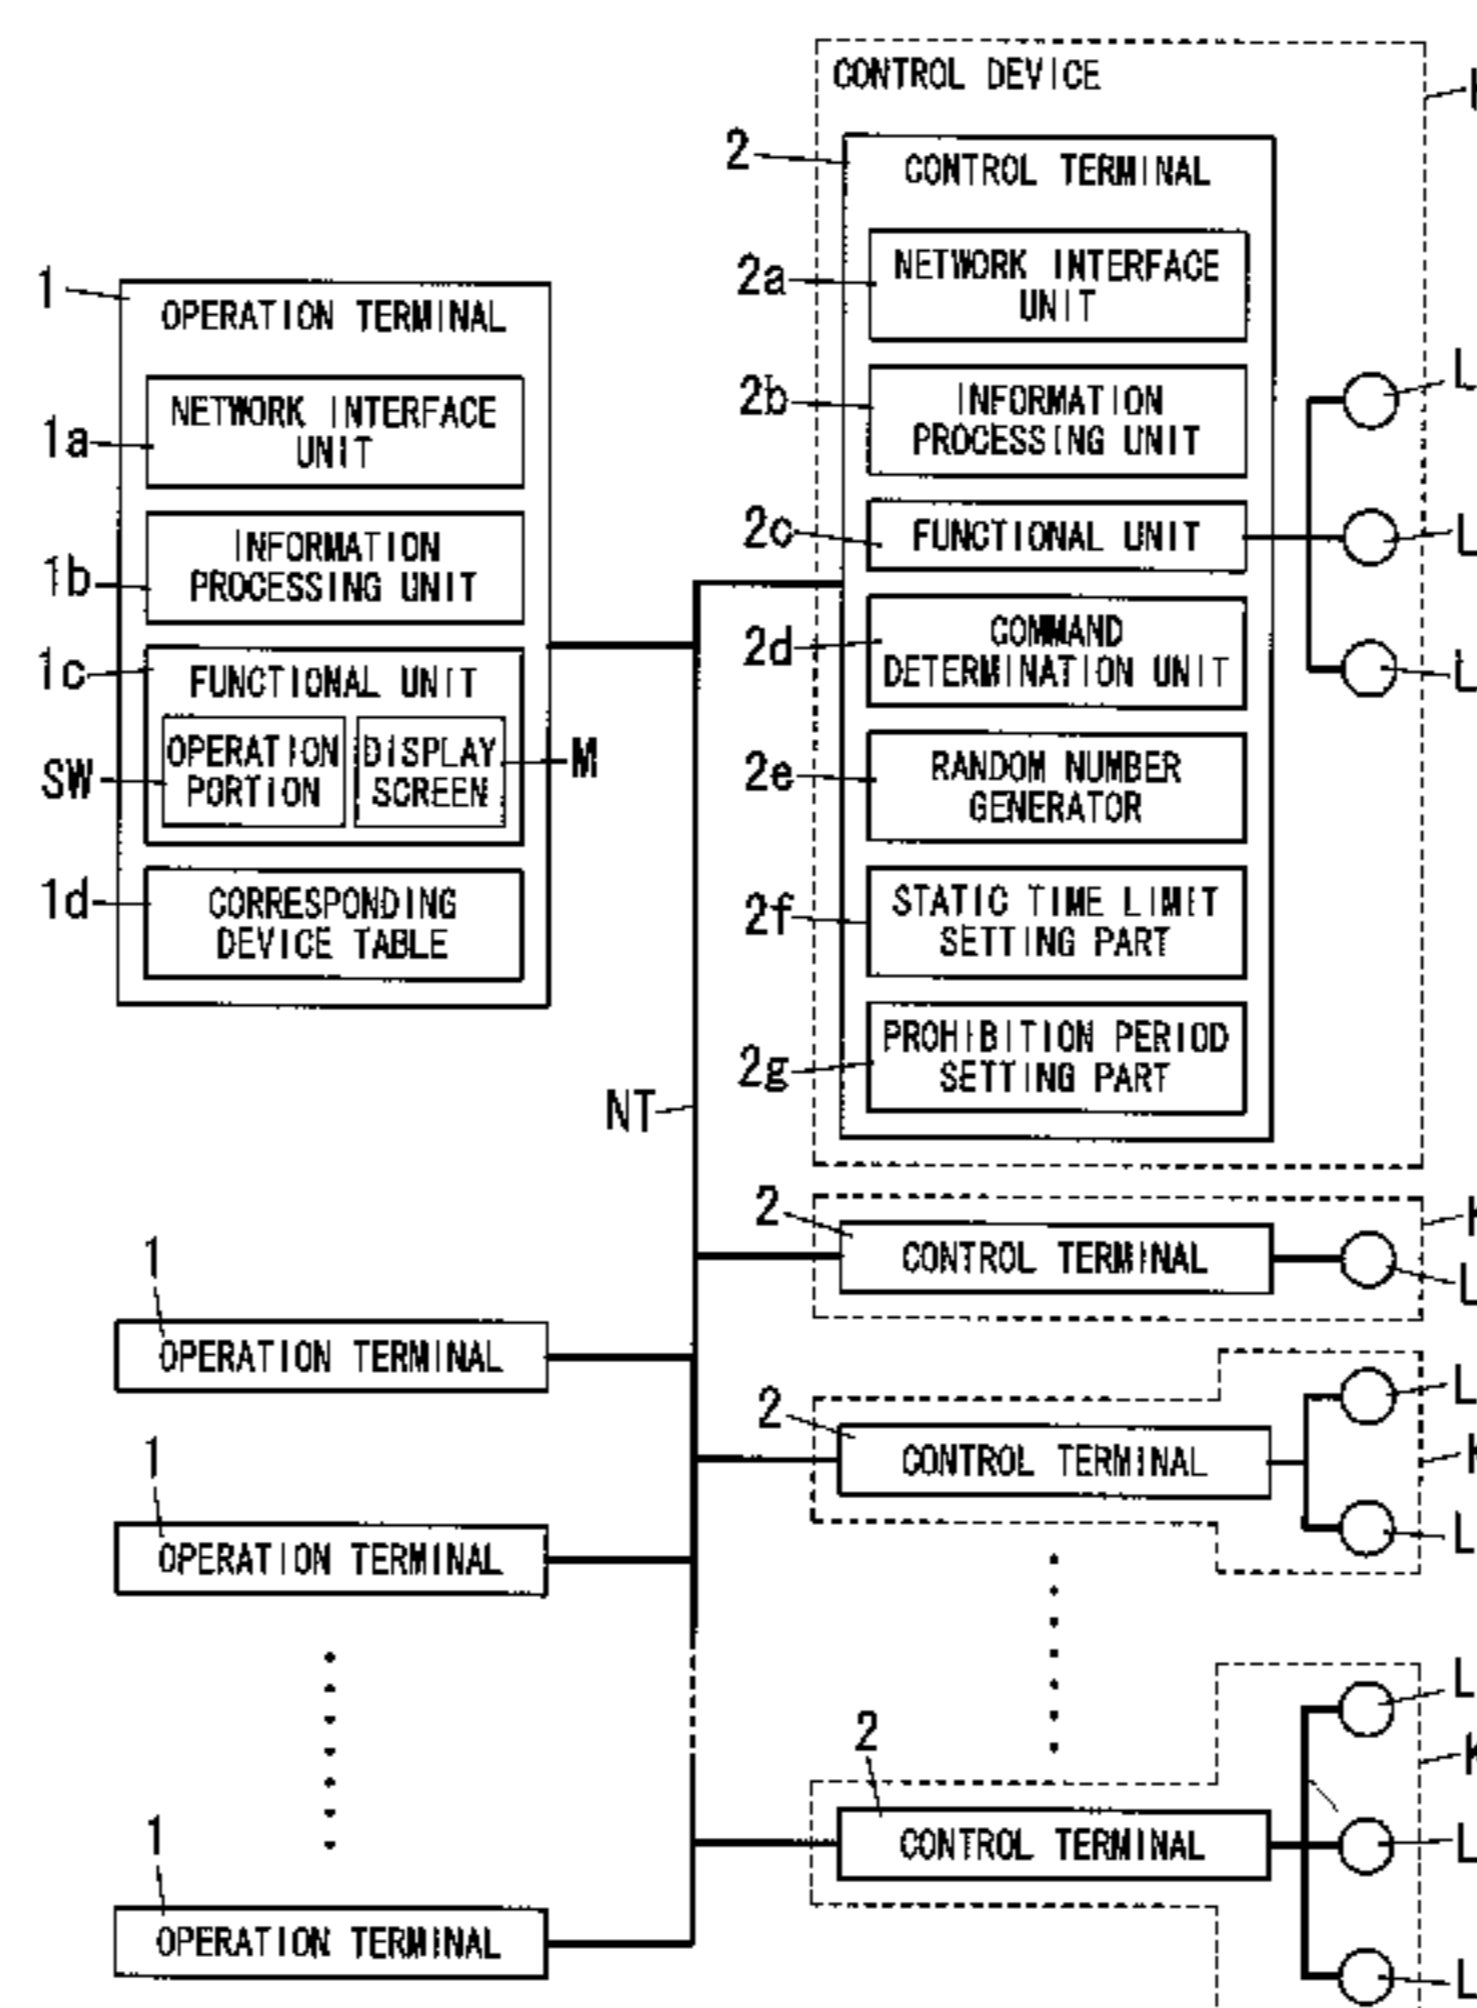 CONTROL DEVICE
2
CONTROL TERMINAL
2a
NETWORK INTERFACE
UNIT
2b
INFORMATION
PROCESSING UNIT
L
2c
FUNCTIONAL UNIT
L
2d
COMMAND
DETERMINATION UNIT
L
2e
RANDOM NUMBER
GENERATOR
2f
STATIC TIME LIMIT
SETTING PART
2g
PROHIBITION PERIOD
SETTING PART
1
OPERATION TERMINAL
1a
NETWORK INTERFACE
UNIT
1b
INFORMATION
PROCESSING UNIT
1c
FUNCTIONAL UNIT
SW
OPERATION
PORTION
DISPLAY
SCREEN
M
1d
CORRESPONDING
DEVICE TABLE
NT
2
CONTROL TERMINAL
K
L
1
OPERATION TERMINAL
2
CONTROL TERMINAL
L
K
L
1
OPERATION TERMINAL
2
CONTROL TERMINAL
L
K
L
L
1
OPERATION TERMINAL